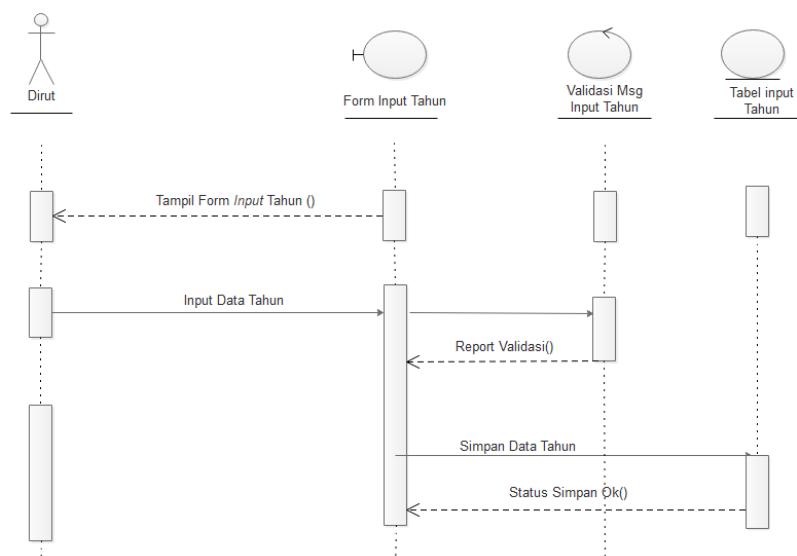 Dirut
Form Input Tahun
Validasi Msg
Input Tahun
Tabel input
Tahun
Tampil Form Input Tahun ()
Input Data Tahun
Report Validasi()
Simpan Data Tahun
Status Simpan Ok()